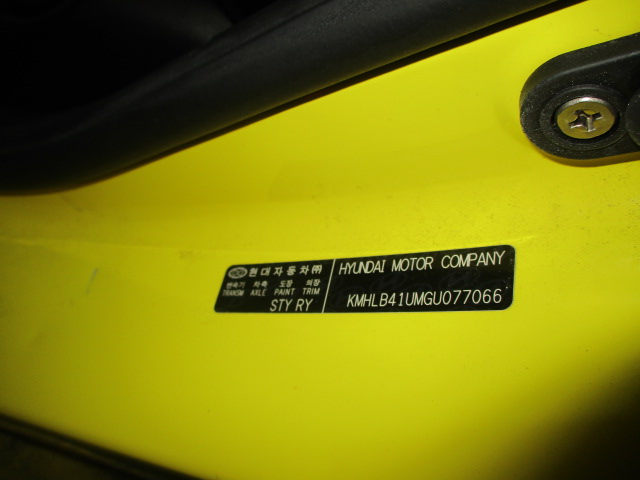 현대자동차㈜
변속기 차축 도장 의장
TRANSM AXLE PAINT TRIM
STY RY
HYUNDAI MOTOR COMPANY
KMHLB41UMGU077066